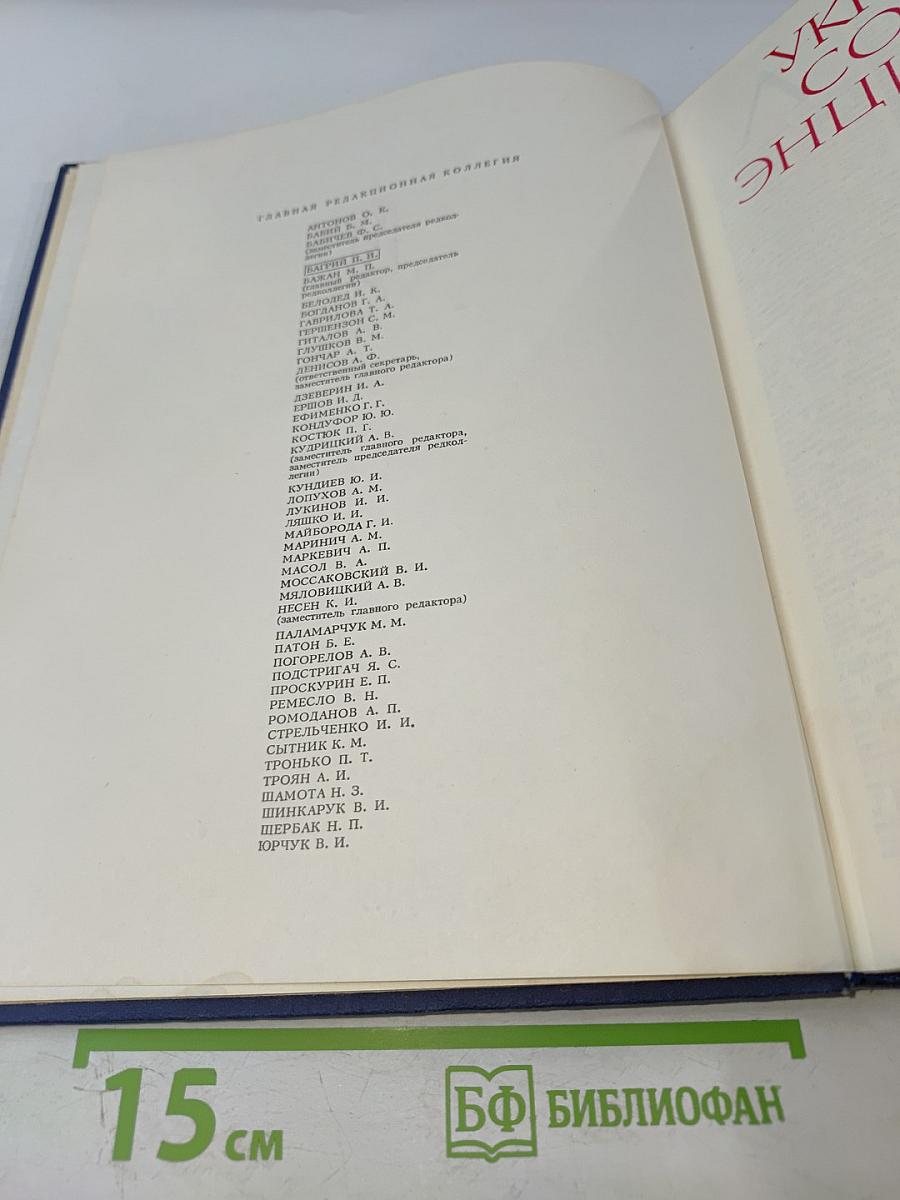 ГЛАВНАЯ РЕДАКЦИОННАЯ КОЛЛЕГИЯ
АНТОНОВ О. К.
БАБИЙ Б. М.
БАБИЧЕВ Ф. С.
(заместитель председателя редкол-
легии)
БАГРИЙ П. И.
БАЖАН М. П.
(главный редактор, председатель
редколлегии)
БЕЛОДЕД И. К.
БОГДАНОВ Г. А.
ГАВРИЛОВА Т. А.
ГЕРШЕНЗОН С. М.
ГИТАЛОВ А. В.
ГЛУШКОВ В. М.
ГОНЧАР А. Т.
ДЕНИСОВ А. Ф.
(ответственный секретарь,
заместитель главного редактора)
ДЗЕВЕРИН И. А.
ЕРШОВ И. Д.
ЕФИМЕНКО Г. Г.
КОНДУФОР Ю. Ю.
КОСТЮК П. Г.
КУДРИЦКИЙ А. В.
(заместитель главного редактора,
заместитель председателя редкол-
легии)
КУНДИЕВ Ю. И.
ЛОПУХОВ А. М.
ЛУКИНОВ И. И.
ЛЯШКО И. И.
МАЙБОРОДА Г. И.
МАРИНИЧ А. М.
МАРКЕВИЧ А. П.
МАСОЛ В. А.
МОССАКОВСКИЙ В. И.
МЯЛОВИЦКИЙ А. В.
НЕСЕН К. И.
(заместитель главного редактора)
ПАЛАМАРЧУК М. М.
ПАТОН Б. Е.
ПОГОРЕЛОВ А. В.
ПОДСТРИГАЧ Я. С.
ПРОСКУРИН Е. П.
РЕМЕСЛО В. Н.
РОМОДАНОВ А. П.
СТРЕЛЬЧЕНКО И. И.
СЫТНИК К. М.
ТРОНЬКО П. Т.
ТРОЯН А. И.
ШАМОТА Н. З.
ШИНКАРУК В. И.
ЩЕРБАК Н. П.
ЮРЧУК В. И.
УКР
СО
ЭНЦИ
15 см
БФ БИБЛИОФАН